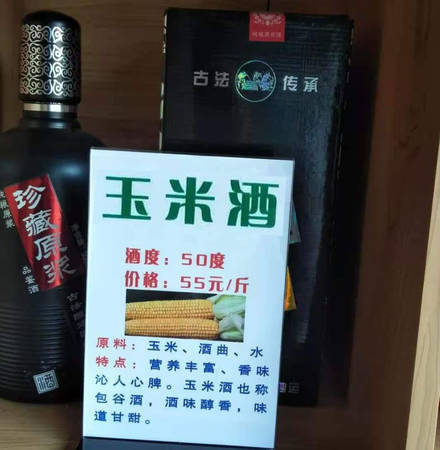 古法 传承
珍藏原浆
品鉴酒
玉米酒
酒度：50度
价格：55元/斤
原料：玉米、酒曲、水
特点：营养丰富、香味
沁人心脾。玉米酒也称
包谷酒，酒味醇香，味
道甘甜。